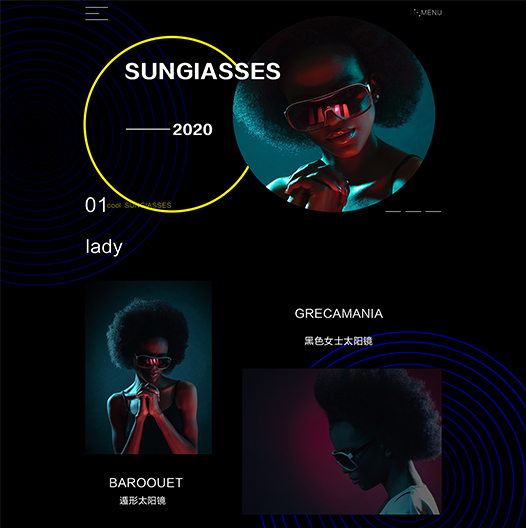 MENU
SUNGIASSES
2020
01
cool SUNGIASSES
lady
GRECAMANIA
黑色女士太阳镜
BAROOUET
遁形太阳镜